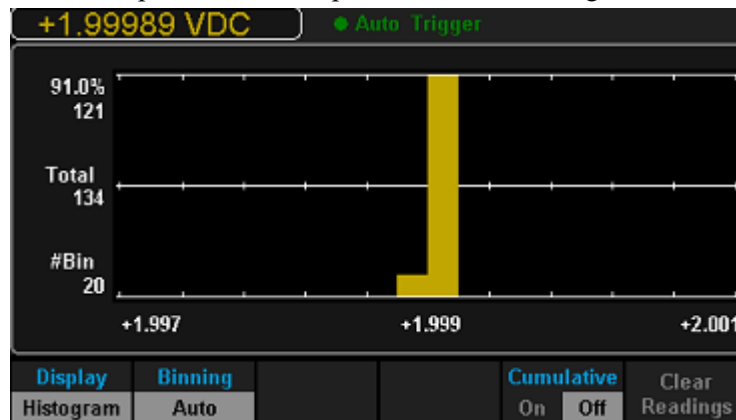 +1.99989 VDC Auto Trigger
91.0%
121
Total
134
#Bin
20
+1.997 +1.999 +2.001
Display Binning Cumulative Clear
Histogram Auto On Off Readings